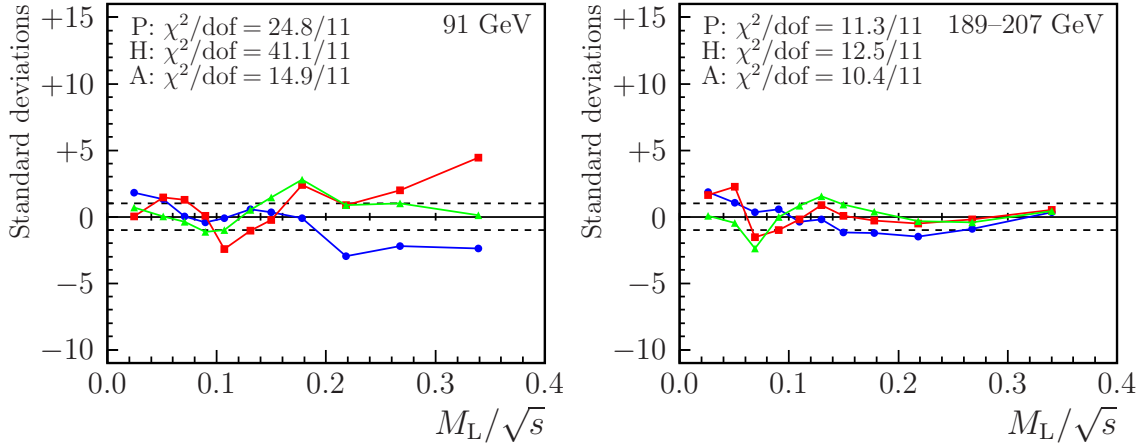 Standard deviations
+15
+10
+5
0
−5
−10
P: χ²/dof = 24.8/11
H: χ²/dof = 41.1/11
A: χ²/dof = 14.9/11
91 GeV
0.0 0.1 0.2 0.3 0.4
M_L/√s
Standard deviations
+15
+10
+5
0
−5
−10
P: χ²/dof = 11.3/11
H: χ²/dof = 12.5/11
A: χ²/dof = 10.4/11
189–207 GeV
0.0 0.1 0.2 0.3 0.4
M_L/√s